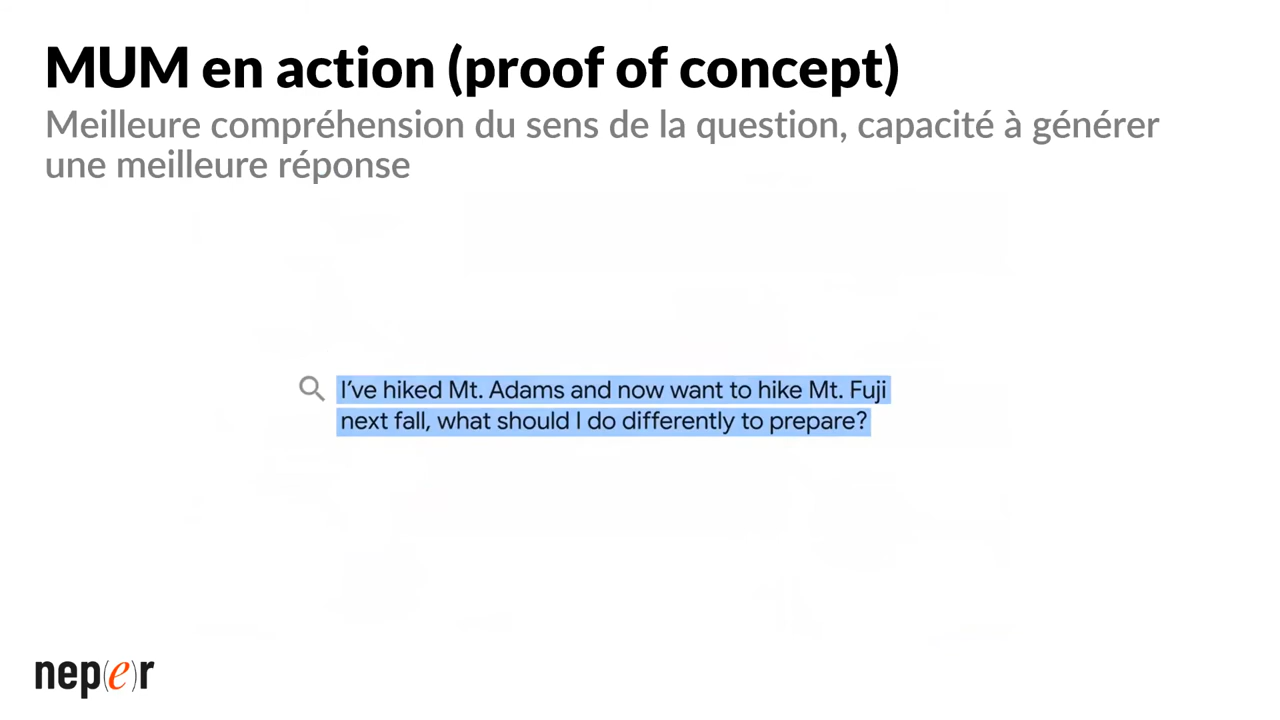 MUM en action (proof of concept)
Meilleure compréhension du sens de la question, capacité à générer
une meilleure réponse
I’ve hiked Mt. Adams and now want to hike Mt. Fuji
next fall, what should I do differently to prepare?
nep(e)r